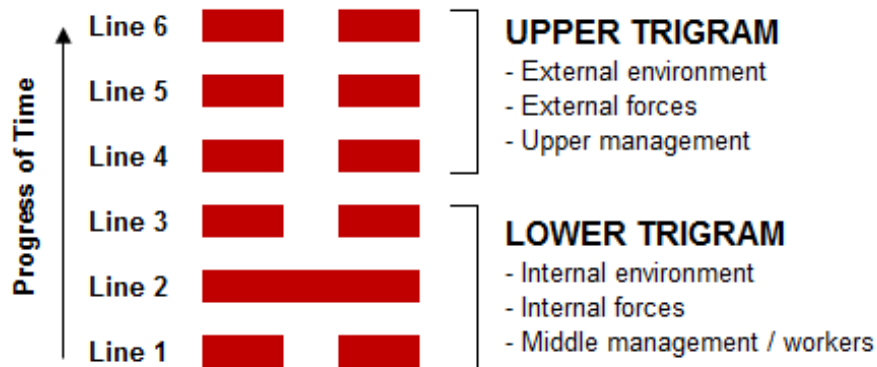 Progress of Time
Line 6
Line 5
Line 4
Line 3
Line 2
Line 1
UPPER TRIGRAM
- External environment
- External forces
- Upper management
LOWER TRIGRAM
- Internal environment
- Internal forces
- Middle management / workers